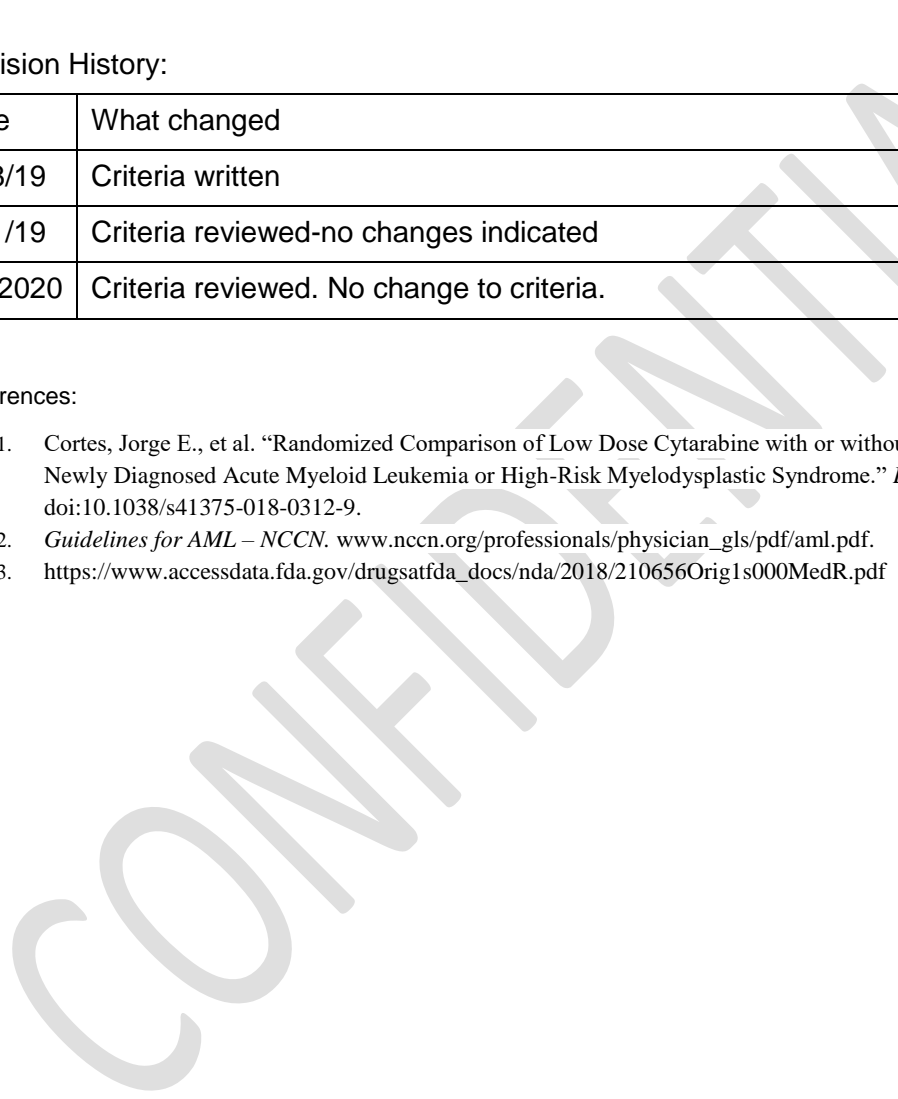 ision History:
e What changed
3/19 Criteria written
/19 Criteria reviewed-no changes indicated
2020 Criteria reviewed. No change to criteria.
rences:
1. Cortes, Jorge E., et al. “Randomized Comparison of Low Dose Cytarabine with or withou
Newly Diagnosed Acute Myeloid Leukemia or High-Risk Myelodysplastic Syndrome.”
doi:10.1038/s41375-018-0312-9.
2. Guidelines for AML – NCCN. www.nccn.org/professionals/physician_gls/pdf/aml.pdf.
3. https://www.accessdata.fda.gov/drugsatfda_docs/nda/2018/210656Orig1s000MedR.pdf
CONFIDENTIA